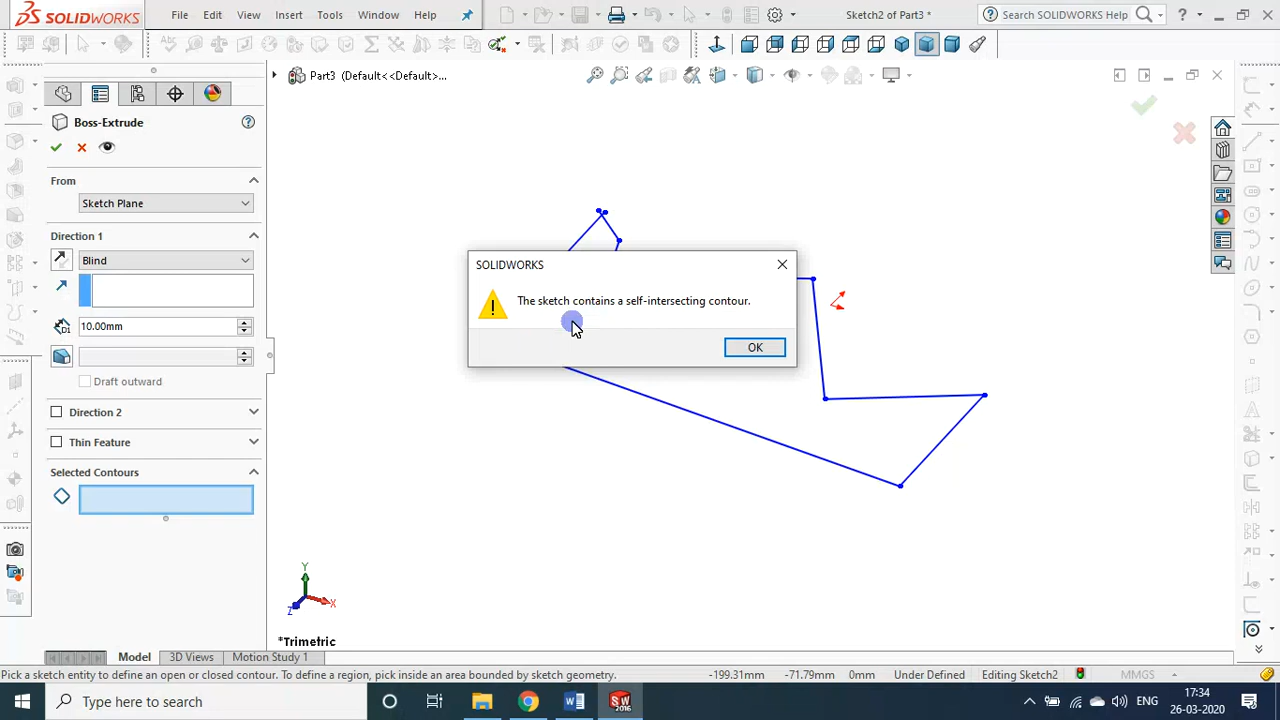 SOLIDWORKS
File Edit View Insert Tools Window Help
Sketch2 of Part3 *
Search SOLIDWORKS Help
?
Part3 (Default<<Default>...
Boss-Extrude
From
Sketch Plane
Direction 1
Blind
10.00mm
Draft outward
Direction 2
Thin Feature
Selected Contours
SOLIDWORKS
The sketch contains a self-intersecting contour.
OK
Y
X
Z
*Trimetric
Model 3D Views Motion Study 1
Pick a sketch entity to define an open or closed contour. To define a region, pick inside an area bounded by sketch geometry.
-199.31mm -71.79mm 0mm Under Defined Editing Sketch2 MMGS
Type here to search
SW
2016
ENG
17:34
26-03-2020